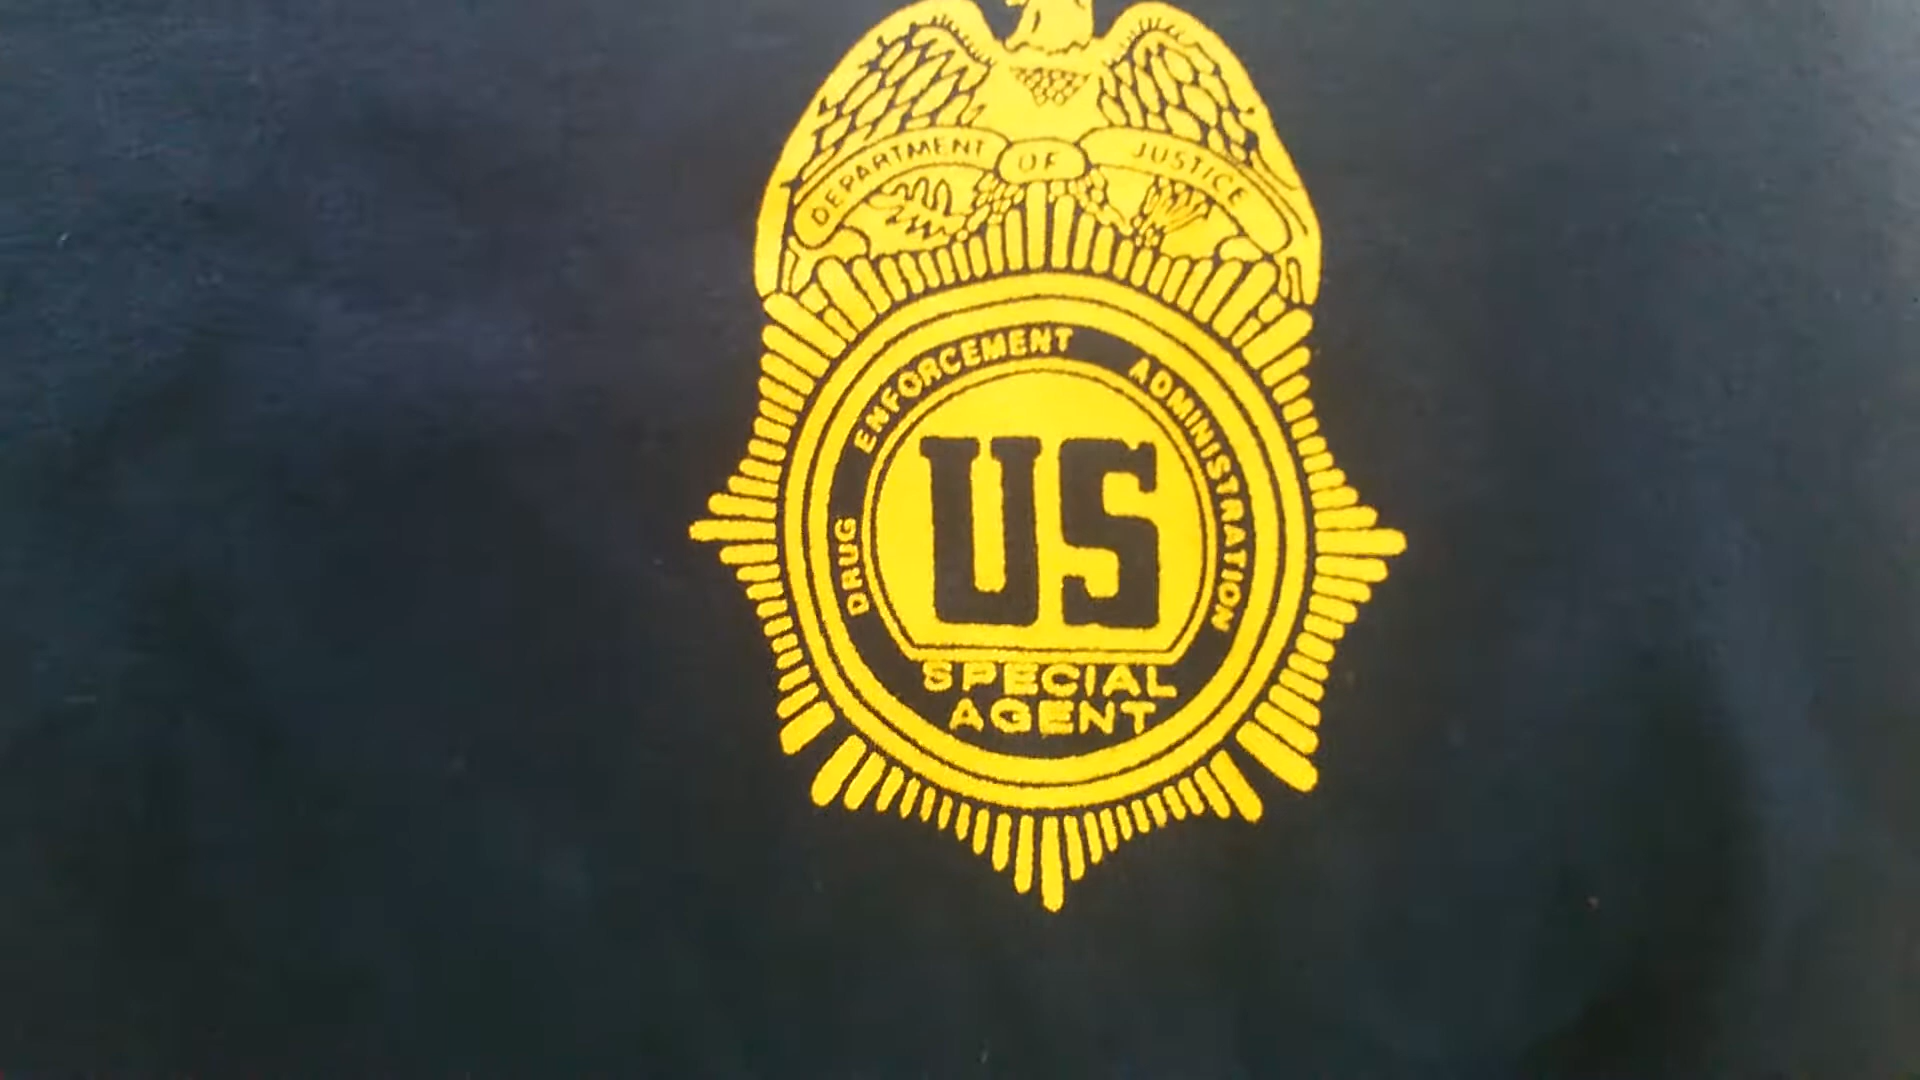 DEPARTMENT OF JUSTICE
DRUG ENFORCEMENT ADMINISTRATION
US
SPECIAL
AGENT